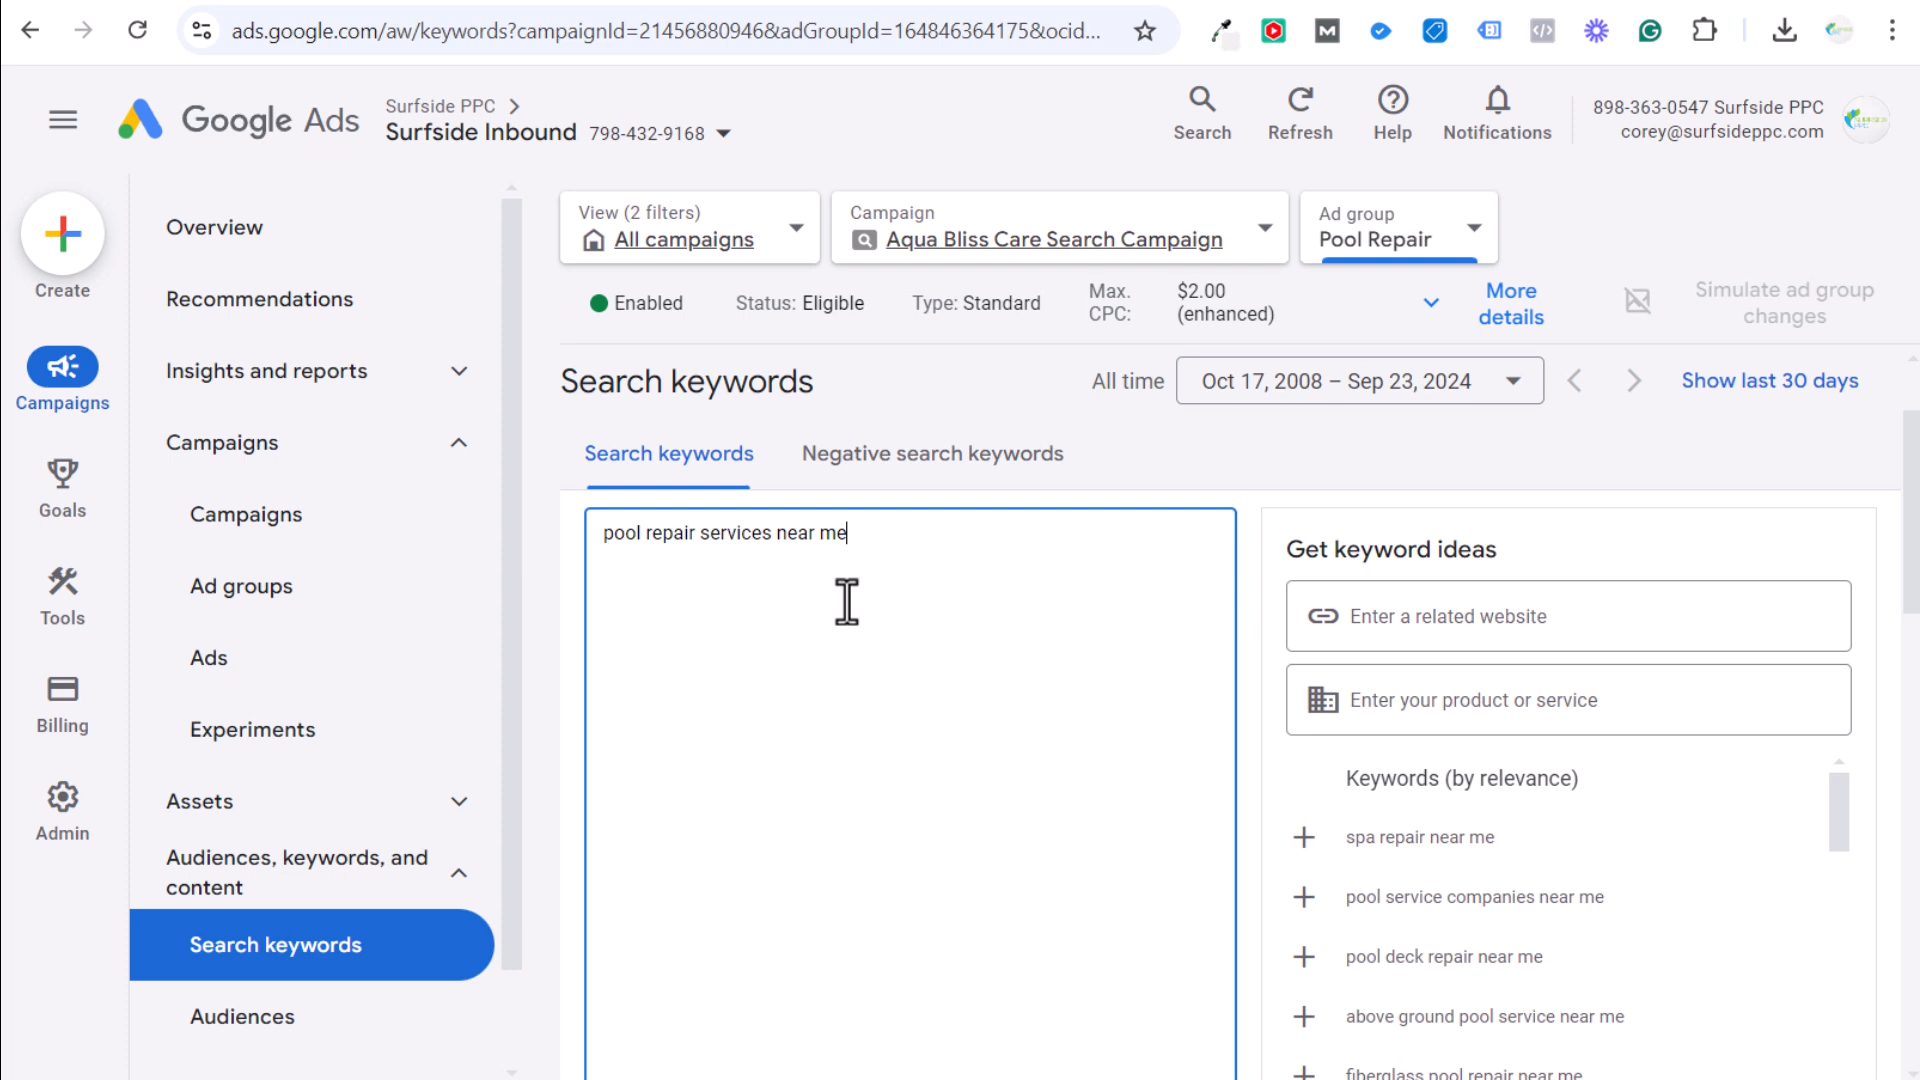 ads.google.com/aw/keywords?campaignId=21456880946&adGroupId=164846364175&ocid...
Google Ads
Surfside PPC
Surfside Inbound 798-432-9168
Search
Refresh
Help
Notifications
898-363-0547 Surfside PPC
corey@surfsideppc.com
Create
Campaigns
Goals
Tools
Billing
Admin
Overview
Recommendations
Insights and reports
Campaigns
Campaigns
Ad groups
Ads
Experiments
Assets
Audiences, keywords, and
content
Search keywords
Audiences
View (2 filters)
All campaigns
Campaign
Aqua Bliss Care Search Campaign
Ad group
Pool Repair
Enabled
Status: Eligible
Type: Standard
Max.
CPC:
$2.00
(enhanced)
More
details
Simulate ad group
changes
Search keywords
All time
Oct 17, 2008 – Sep 23, 2024
Show last 30 days
Search keywords
Negative search keywords
pool repair services near me
Get keyword ideas
Enter a related website
Enter your product or service
Keywords (by relevance)
spa repair near me
pool service companies near me
pool deck repair near me
above ground pool service near me
fiberglass pool repair near me